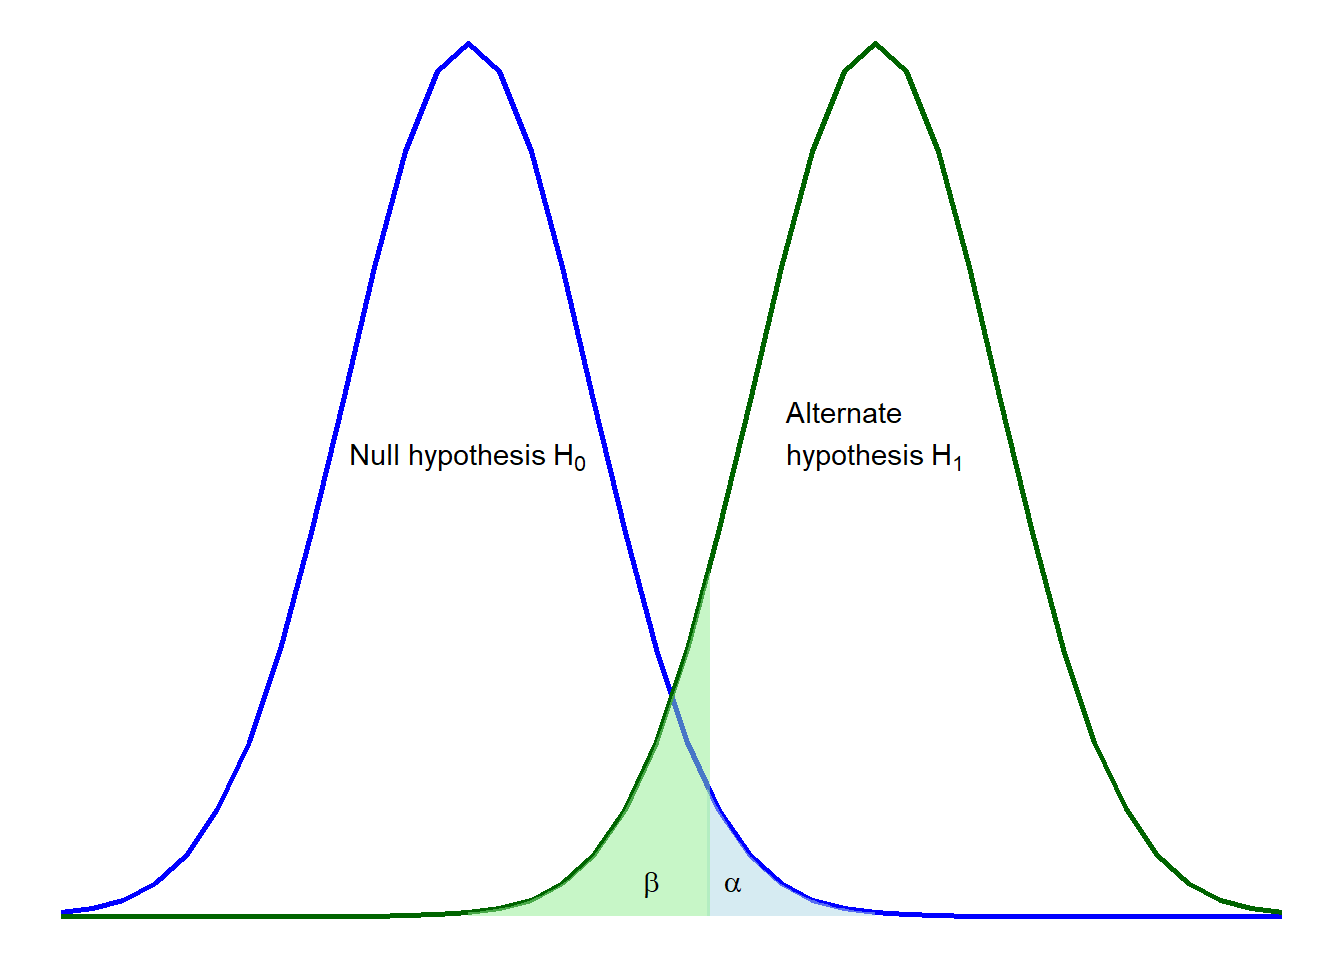 Alternate
Null hypothesis H₀
hypothesis H₁
β
α